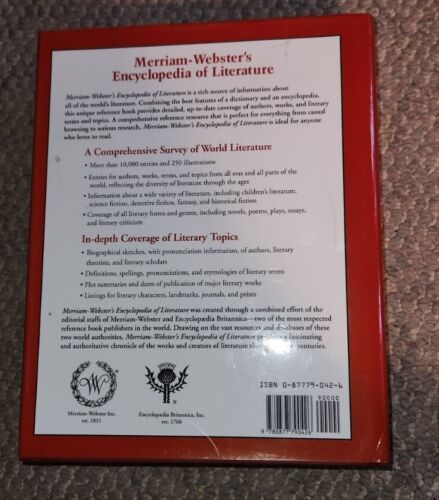 Merriam-Webster's
Encyclopedia of Literature
Merriam-Webster's Encyclopedia of Literature is a rich source of information about
all of the world's literature. Combining the best features of a dictionary and an encyclopedia,
this unique reference book provides detailed, up-to-date coverage of authors, works, and literary
terms and topics. A comprehensive reference resource that is perfect for everything from casual
browsing to serious research, Merriam-Webster's Encyclopedia of Literature is ideal for anyone
who loves to read.
A Comprehensive Survey of World Literature
• More than 10,000 entries and 250 illustrations
• Entries for authors, works, terms, and topics from all eras and all parts of the
world, reflecting the diversity of literature through the ages
• Information about a wide variety of literature, including children's literature,
science fiction, detective fiction, fantasy, and historical fiction
• Coverage of all literary forms and genres, including novels, poems, plays, essays,
and literary criticism
In-depth Coverage of Literary Topics
• Biographical sketches, with pronunciation information, of authors, literary
theorists, and literary scholars
• Definitions, spellings, pronunciations, and etymologies of literary terms
• Plot summaries and dates of publication of major literary works
• Listings for literary characters, landmarks, journals, and prizes
Merriam-Webster's Encyclopedia of Literature was created through a combined effort of the
editorial staffs of Merriam-Webster and Encyclopædia Britannica—two of the most respected
reference book publishers in the world. Drawing on the vast resources and databases of these
two world authorities, Merriam-Webster's Encyclopedia of Literature fascinating
and authoritative chronicle of the works and creators of literature centuries.
ISBN 0-87779-042-6
90000
W
Merriam-Webster Inc.
est. 1831
®
Encyclopædia Britannica, Inc.
est. 1768
9 780877 790426